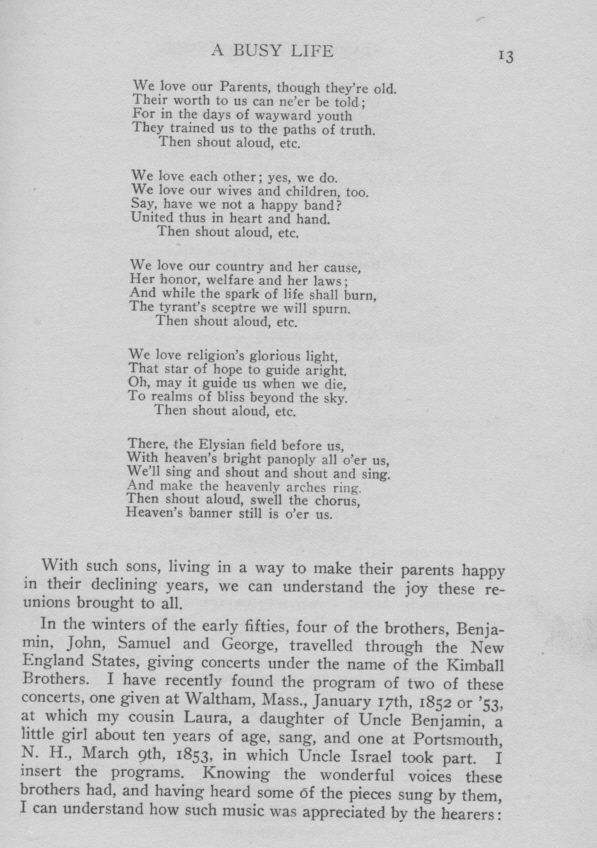 A BUSY LIFE 13
We love our Parents, though they're old.
Their worth to us can ne'er be told;
For in the days of wayward youth
They trained us to the paths of truth.
Then shout aloud, etc.
We love each other; yes, we do.
We love our wives and children, too.
Say, have we not a happy band?
United thus in heart and hand.
Then shout aloud, etc.
We love our country and her cause,
Her honor, welfare and her laws;
And while the spark of life shall burn,
The tyrant's sceptre we will spurn.
Then shout aloud, etc.
We love religion's glorious light,
That star of hope to guide aright.
Oh, may it guide us when we die,
To realms of bliss beyond the sky.
Then shout aloud, etc.
There, the Elysian field before us,
With heaven's bright panoply all o'er us,
We'll sing and shout and shout and sing.
And make the heavenly arches ring.
Then shout aloud, swell the chorus,
Heaven's banner still is o'er us.
With such sons, living in a way to make their parents happy
in their declining years, we can understand the joy these re-
unions brought to all.
In the winters of the early fifties, four of the brothers, Benja-
min, John, Samuel and George, travelled through the New
England States, giving concerts under the name of the Kimball
Brothers. I have recently found the program of two of these
concerts, one given at Waltham, Mass., January 17th, 1852 or '53,
at which my cousin Laura, a daughter of Uncle Benjamin, a
little girl about ten years of age, sang, and one at Portsmouth,
N. H., March 9th, 1853, in which Uncle Israel took part. I
insert the programs. Knowing the wonderful voices these
brothers had, and having heard some of the pieces sung by them,
I can understand how such music was appreciated by the hearers: